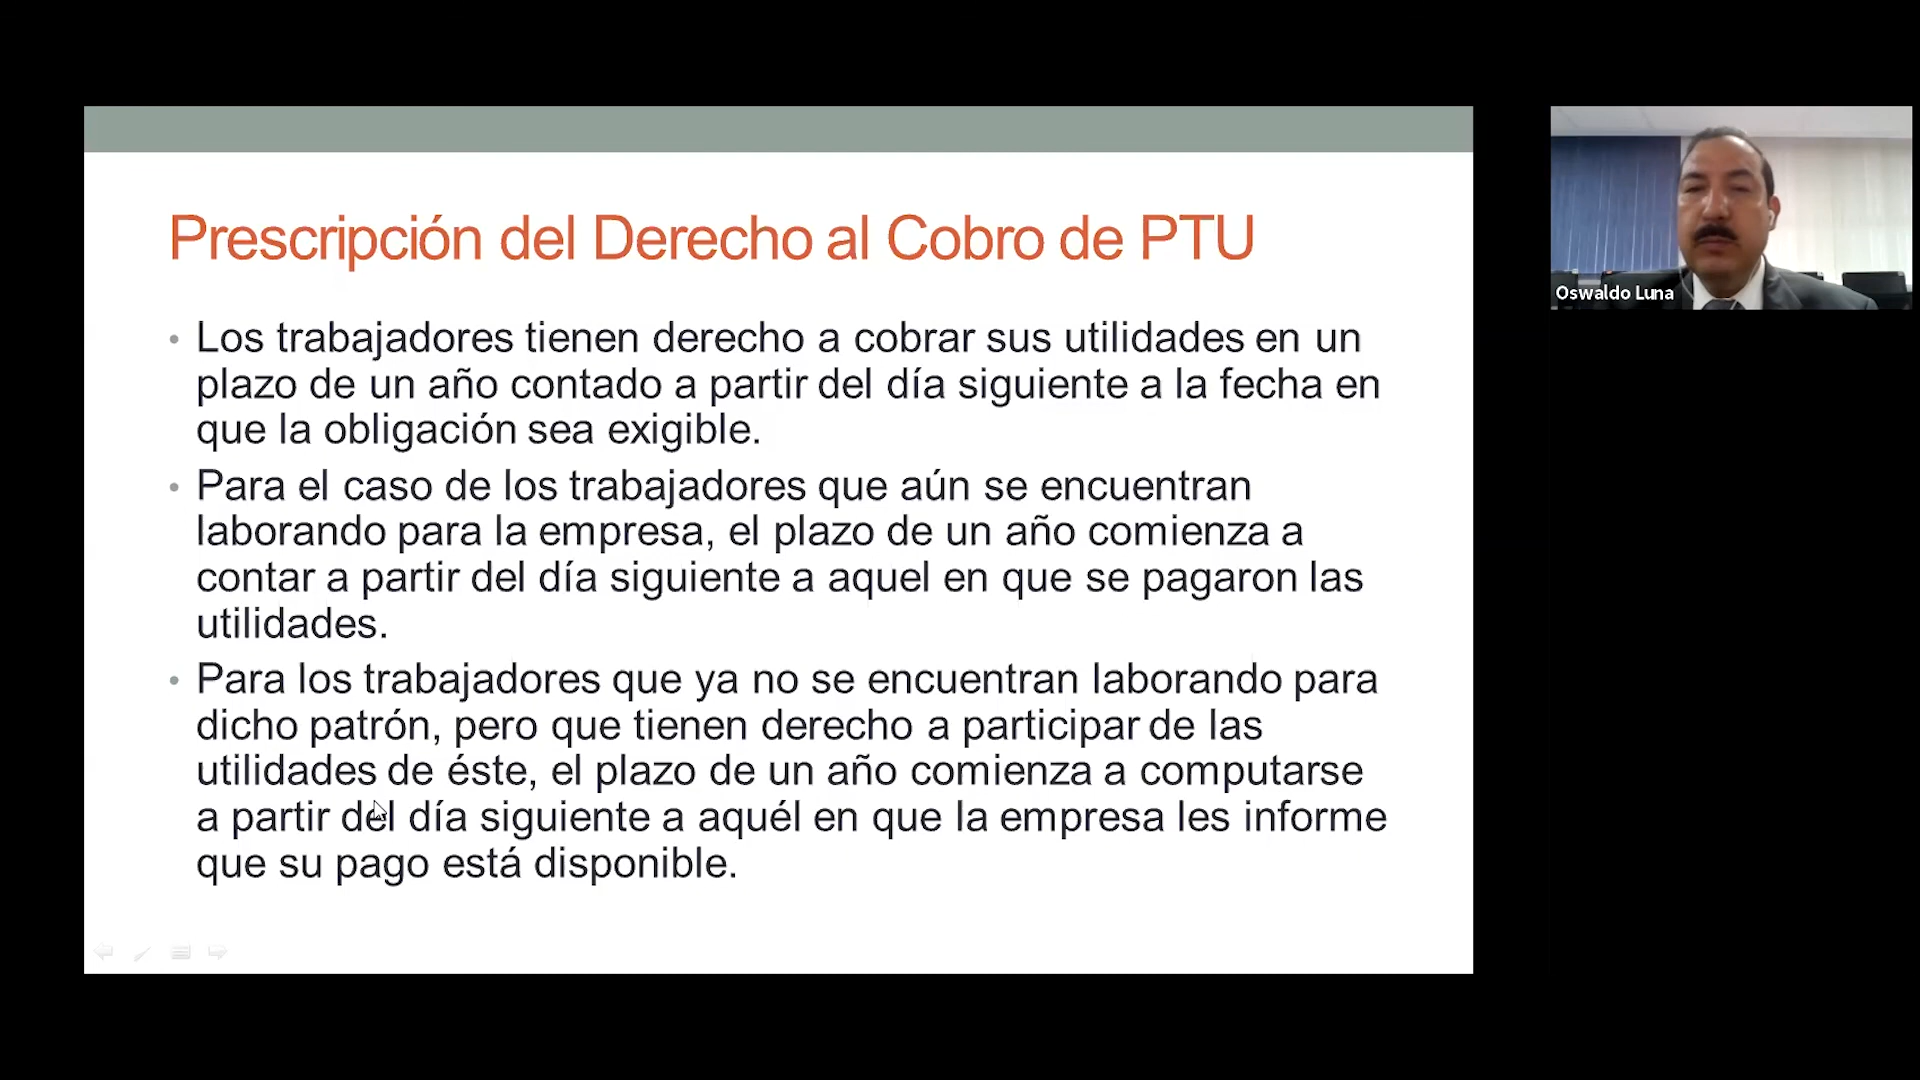 Prescripción del Derecho al Cobro de PTU
• Los trabajadores tienen derecho a cobrar sus utilidades en un
plazo de un año contado a partir del día siguiente a la fecha en
que la obligación sea exigible.
• Para el caso de los trabajadores que aún se encuentran
laborando para la empresa, el plazo de un año comienza a
contar a partir del día siguiente a aquel en que se pagaron las
utilidades.
• Para los trabajadores que ya no se encuentran laborando para
dicho patrón, pero que tienen derecho a participar de las
utilidades de éste, el plazo de un año comienza a computarse
a partir del día siguiente a aquél en que la empresa les informe
que su pago está disponible.
Oswaldo Luna